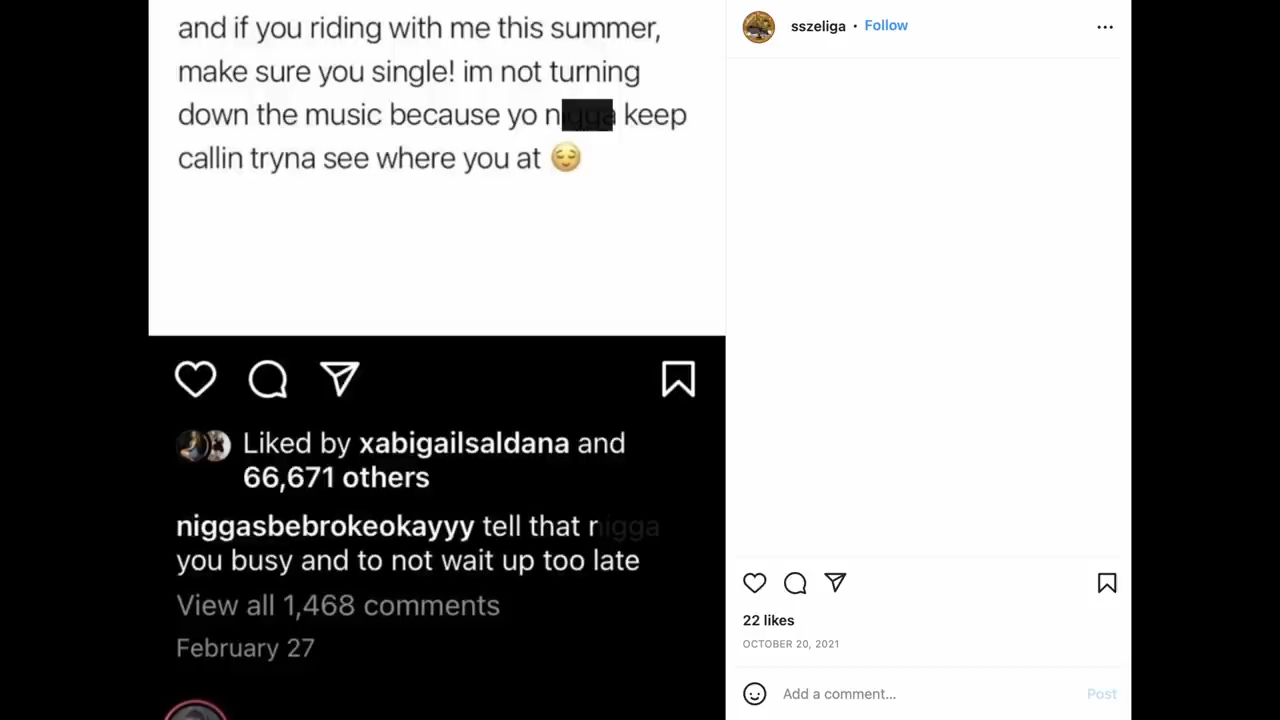 and if you riding with me this summer,
make sure you single! im not turning
down the music because yo nigga keep
callin tryna see where you at 😌
Liked by xabigailsaldana and
66,671 others
niggasbebrokeokayyy tell that nigga
you busy and to not wait up too late
View all 1,468 comments
February 27
sszeliga • Follow
22 likes
OCTOBER 20, 2021
Add a comment...
Post